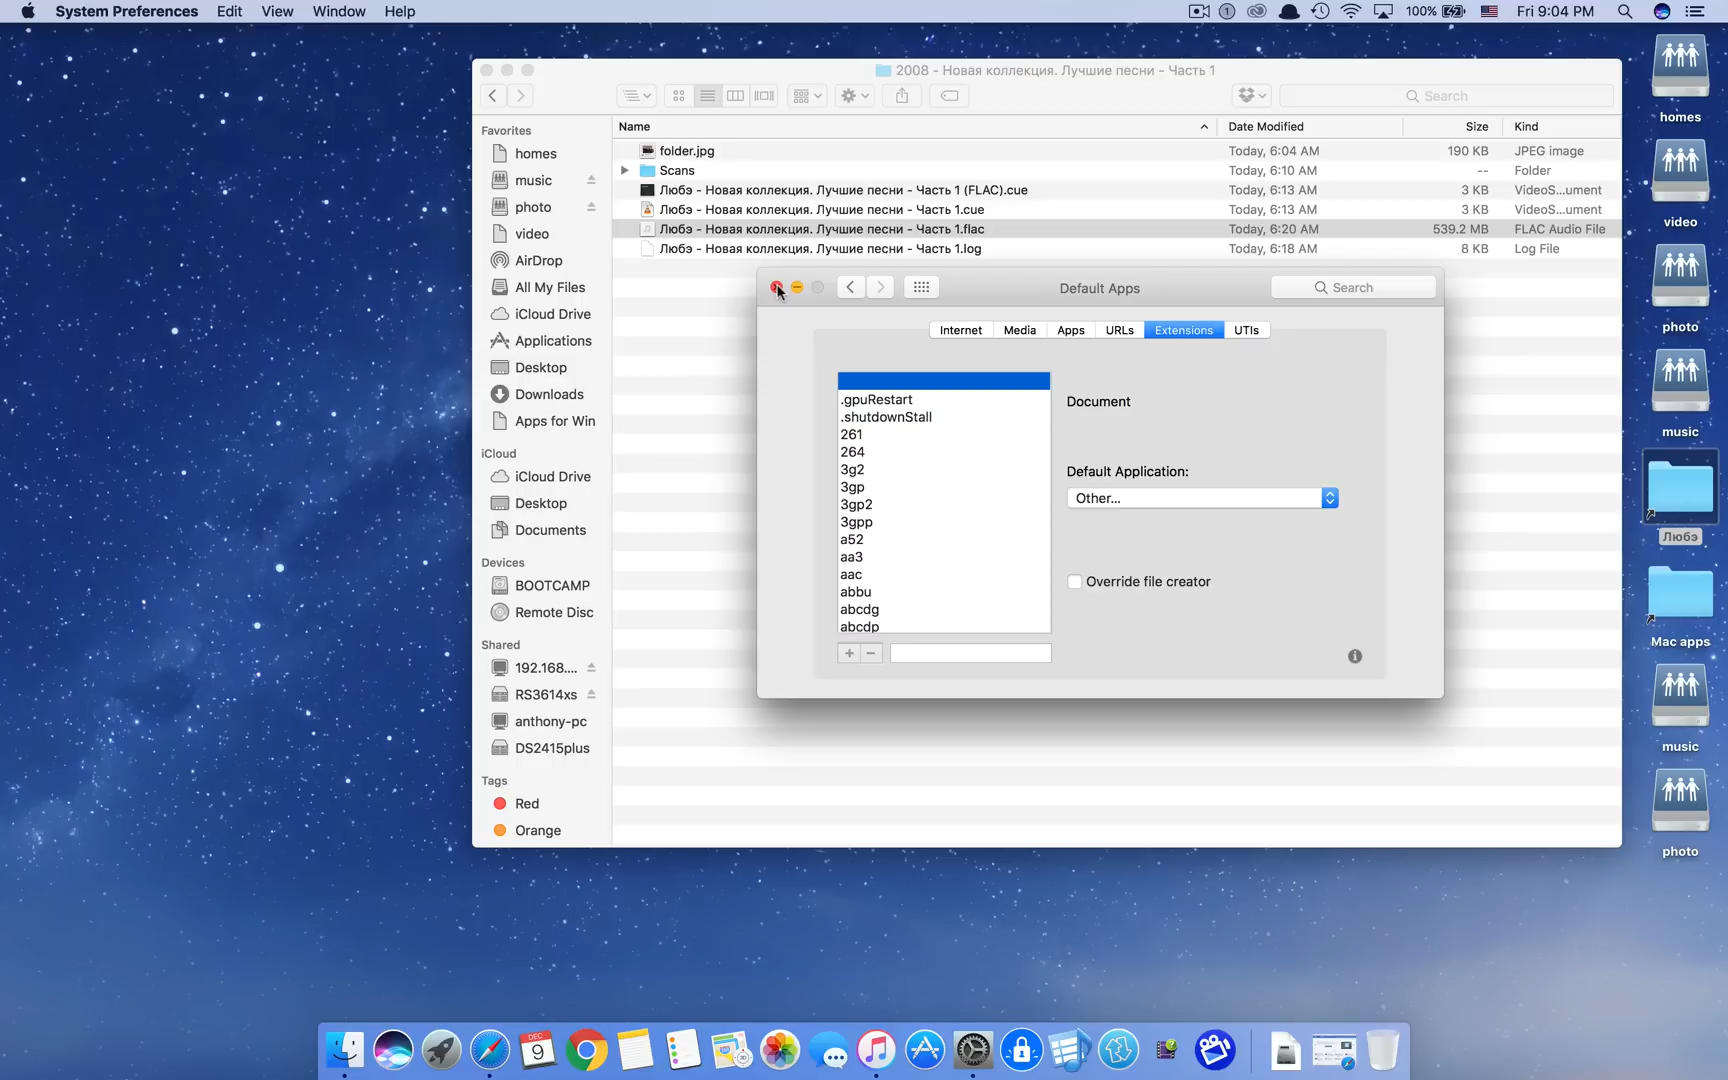 System Preferences Edit View Window Help
1 100% Fri 9:04 PM
2008 - Новая коллекция. Лучшие песни - Часть 1
Search
Favorites
homes
music
photo
video
AirDrop
All My Files
iCloud Drive
Applications
Desktop
Downloads
Apps for Win
iCloud
iCloud Drive
Desktop
Documents
Devices
BOOTCAMP
Remote Disc
Shared
192.168....
RS3614xs
anthony-pc
DS2415plus
Tags
Red
Orange
Name Date Modified Size Kind
folder.jpg Today, 6:04 AM 190 KB JPEG image
Scans Today, 6:10 AM -- Folder
Любэ - Новая коллекция. Лучшие песни - Часть 1 (FLAC).cue Today, 6:13 AM 3 KB VideoS...ument
Любэ - Новая коллекция. Лучшие песни - Часть 1.cue Today, 6:13 AM 3 KB VideoS...ument
Любэ - Новая коллекция. Лучшие песни - Часть 1.flac Today, 6:20 AM 539.2 MB FLAC Audio File
Любэ - Новая коллекция. Лучшие песни - Часть 1.log Today, 6:18 AM 8 KB Log File
Default Apps
Search
Internet Media Apps URLs Extensions UTIs
.gpuRestart
.shutdownStall
261
264
3g2
3gp
3gp2
3gpp
a52
aa3
aac
abbu
abcdg
abcdp
+ −
Document
Default Application:
Other...
Override file creator
homes
video
photo
music
Любэ
Mac apps
music
photo
DEC
9